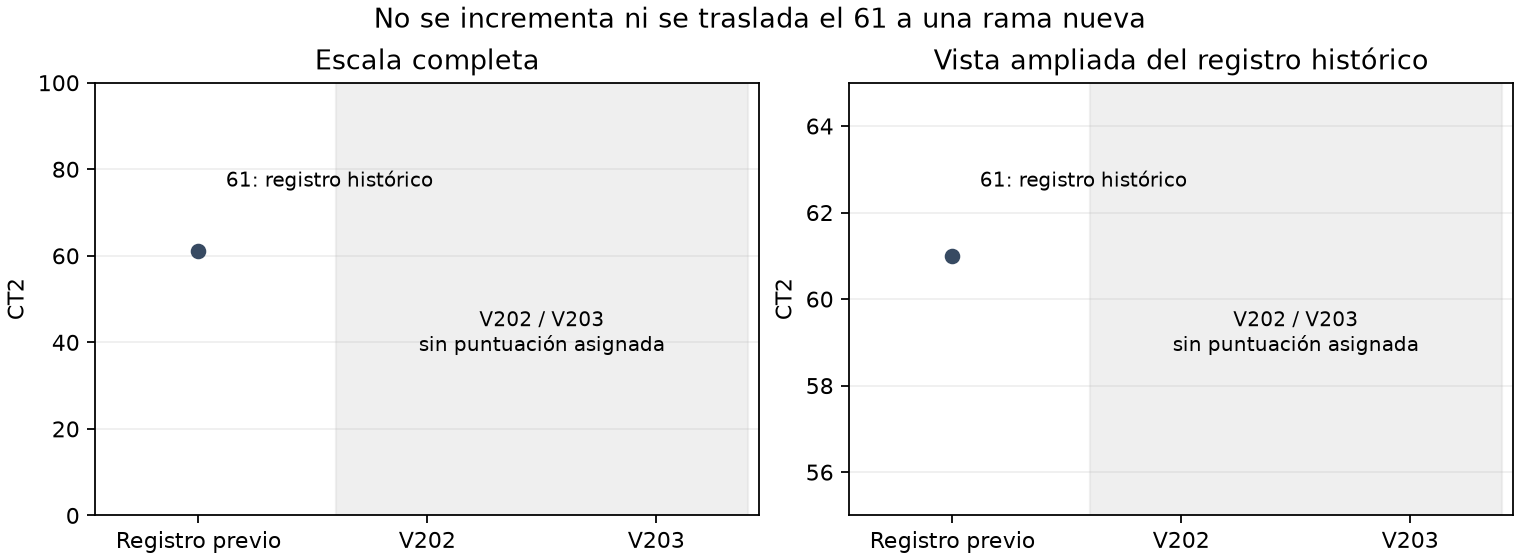 No se incrementa ni se traslada el 61 a una rama nueva
Escala completa
100
80
60
40
20
0
CT2
61: registro histórico
V202 / V203
sin puntuación asignada
Registro previo
V202
V203
Vista ampliada del registro histórico
64
62
60
58
56
CT2
61: registro histórico
V202 / V203
sin puntuación asignada
Registro previo
V202
V203